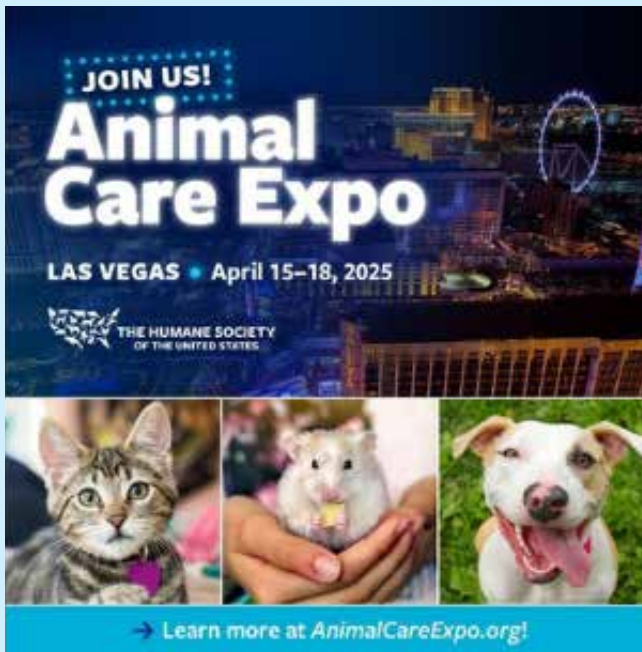 JOIN US!
Animal
Care Expo
LAS VEGAS • April 15–18, 2025
THE HUMANE SOCIETY
OF THE UNITED STATES
→ Learn more at AnimalCareExpo.org!